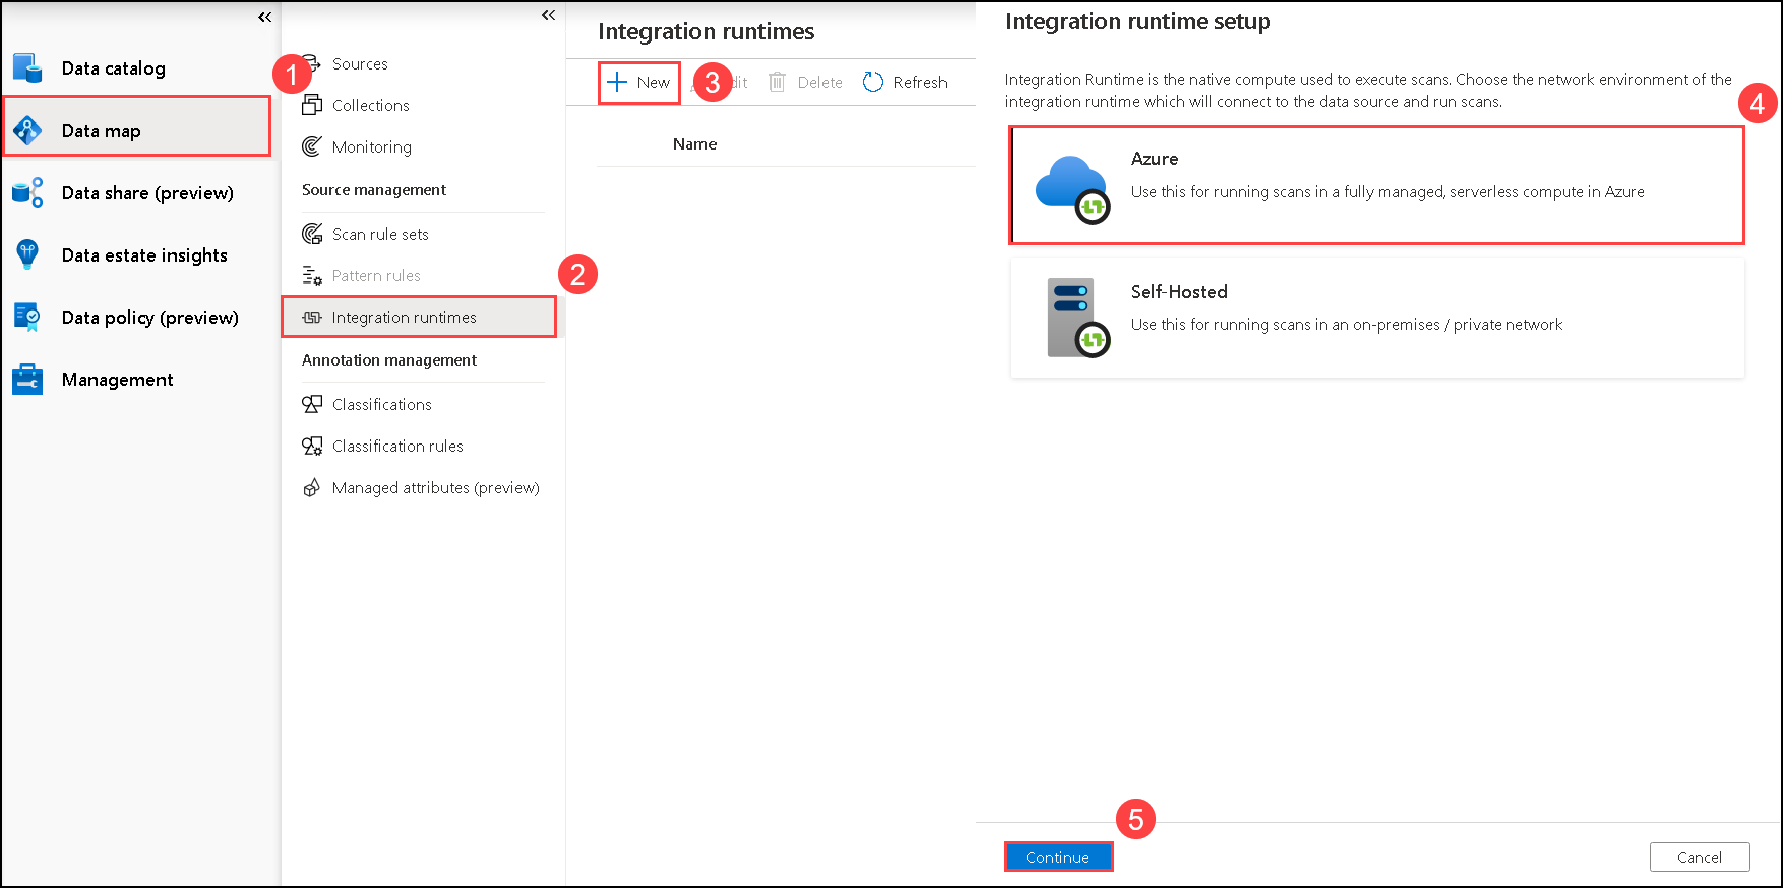 Data catalog
Data map
Data share (preview)
Data estate insights
Data policy (preview)
Management
1
Sources
Collections
Monitoring
Source management
Scan rule sets
Pattern rules
2
Integration runtimes
Annotation management
Classifications
Classification rules
Managed attributes (preview)
Integration runtimes
New
3
dit
Delete
Refresh
Name
Integration runtime setup
Integration Runtime is the native compute used to execute scans. Choose the network environment of the
integration runtime which will connect to the data source and run scans.
4
Azure
Use this for running scans in a fully managed, serverless compute in Azure
Self-Hosted
Use this for running scans in an on-premises / private network
5
Continue
Cancel